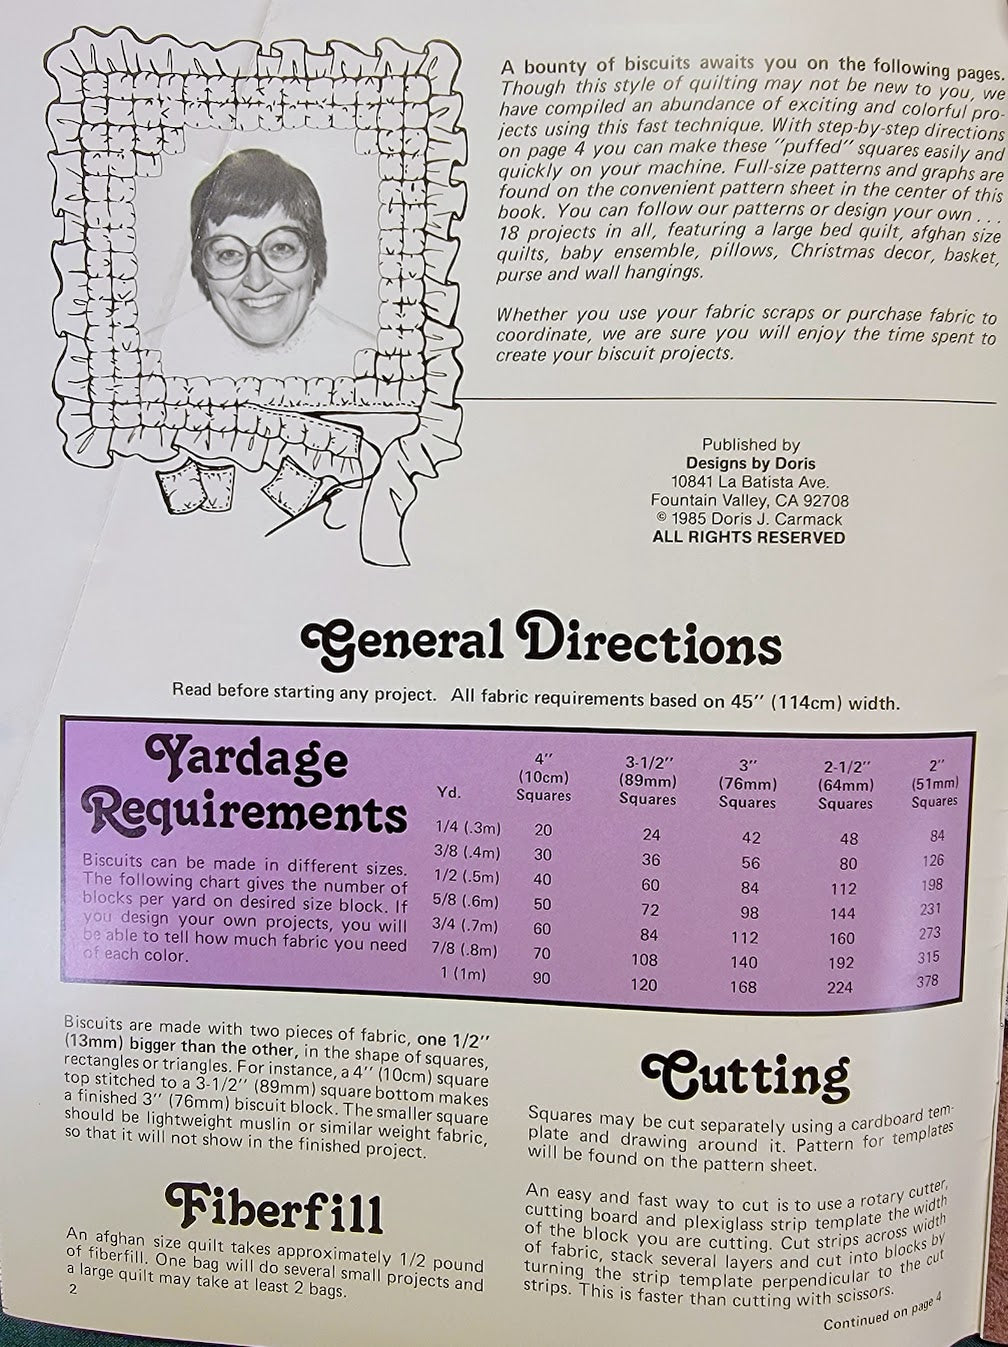 A bounty of biscuits awaits you on the following pages.
Though this style of quilting may not be new to you, we
have compiled an abundance of exciting and colorful pro-
jects using this fast technique. With step-by-step directions
on page 4 you can make these "puffed" squares easily and
quickly on your machine. Full-size patterns and graphs are
found on the convenient pattern sheet in the center of this
book. You can follow our patterns or design your own . . .
18 projects in all, featuring a large bed quilt, afghan size
quilts, baby ensemble, pillows, Christmas decor, basket,
purse and wall hangings.
Whether you use your fabric scraps or purchase fabric to
coordinate, we are sure you will enjoy the time spent to
create your biscuit projects.
Published by
Designs by Doris
10841 La Batista Ave.
Fountain Valley, CA 92708
© 1985 Doris J. Carmack
ALL RIGHTS RESERVED
General Directions
Read before starting any project. All fabric requirements based on 45" (114cm) width.
Yardage
Requirements
Biscuits can be made in different sizes.
The following chart gives the number of
blocks per yard on desired size block. If
you design your own projects, you will
be able to tell how much fabric you need
of each color.
4" 3-1/2" 3" 2-1/2" 2"
(10cm) (89mm) (76mm) (64mm) (51mm)
Yd. Squares Squares Squares Squares Squares
1/4 (.3m) 20 24 42 48 84
3/8 (.4m) 30 36 56 80 126
1/2 (.5m) 40 60 84 112 198
5/8 (.6m) 50 72 98 144 231
3/4 (.7m) 60 84 112 160 273
7/8 (.8m) 70 108 140 192 315
1 (1m) 90 120 168 224 378
Biscuits are made with two pieces of fabric, one 1/2"
(13mm) bigger than the other, in the shape of squares,
rectangles or triangles. For instance, a 4" (10cm) square
top stitched to a 3-1/2" (89mm) square bottom makes
a finished 3" (76mm) biscuit block. The smaller square
should be lightweight muslin or similar weight fabric,
so that it will not show in the finished project.
Fiberfill
An afghan size quilt takes approximately 1/2 pound
of fiberfill. One bag will do several small projects and
a large quilt may take at least 2 bags.
2
Cutting
Squares may be cut separately using a cardboard tem-
plate and drawing around it. Pattern for templates
will be found on the pattern sheet.
An easy and fast way to cut is to use a rotary cutter,
cutting board and plexiglass strip template the width
of the block you are cutting. Cut strips across width
of fabric, stack several layers and cut into blocks by
turning the strip template perpendicular to the cut
strips. This is faster than cutting with scissors.
Continued on page 4